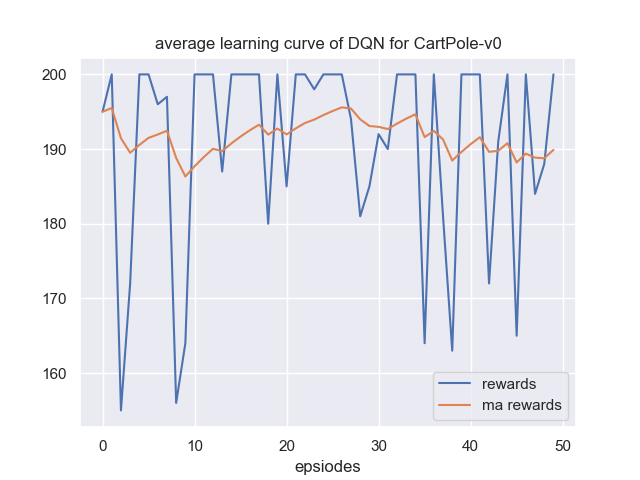 average learning curve of DQN for CartPole-v0
200
190
180
170
160
0 10 20 30 40 50
epsiodes
rewards
ma rewards